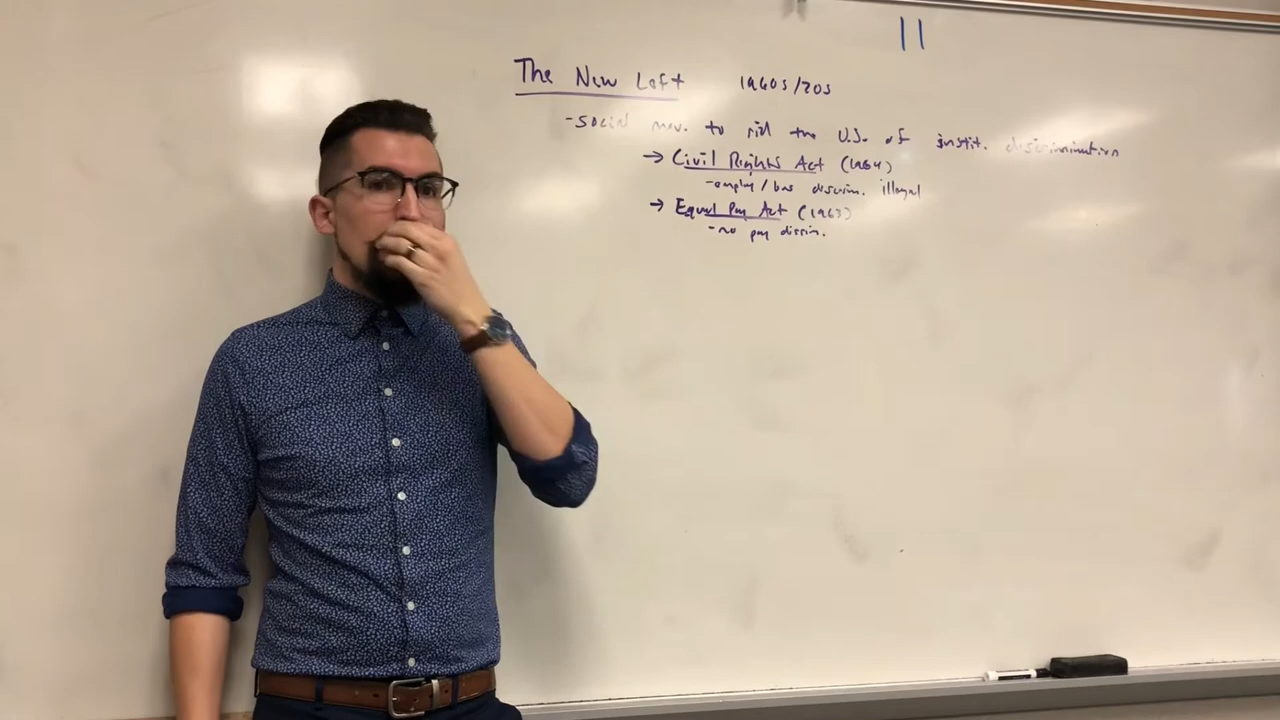 11
The New Left 1960s/70s
-social mov. to rid the U.S. of instit. discrimination
→ Civil Rights Act (1964)
-employ/bus discrim. illegal
→ Equal Pay Act (1963)
-no pay discrim.